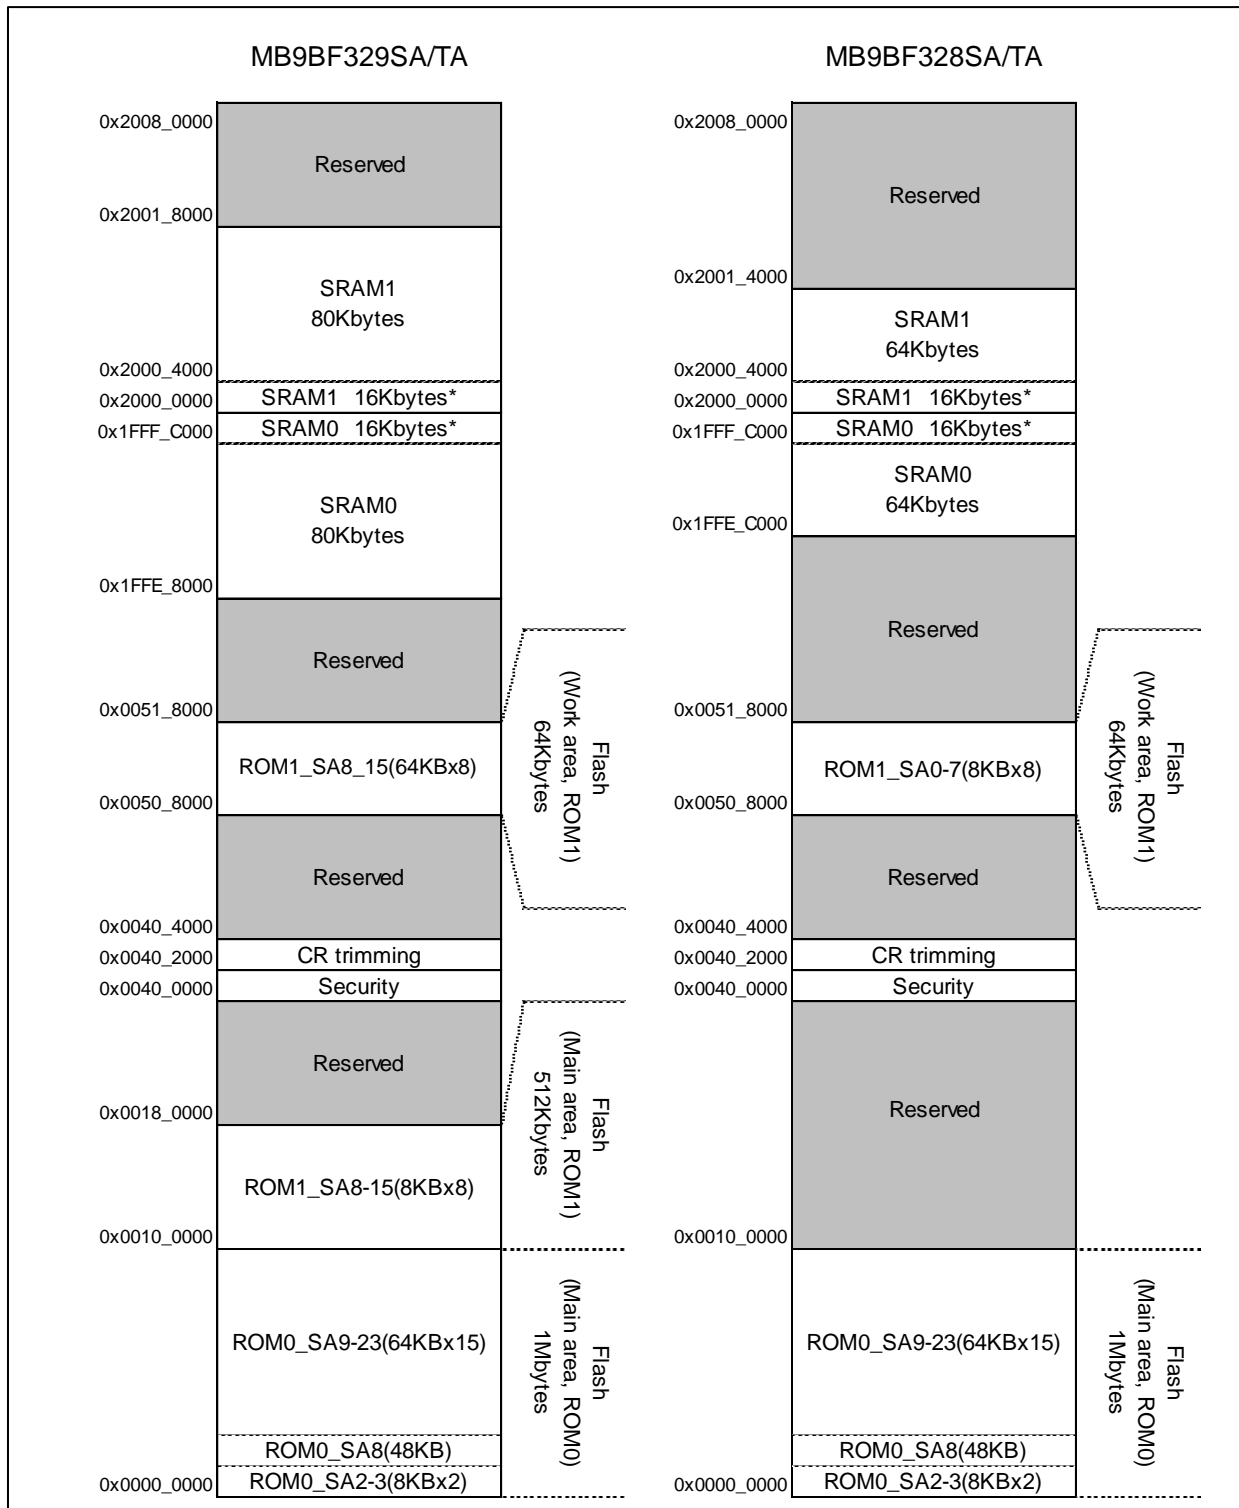 MB9BF329SA/TA
0x2008_0000
Reserved
0x2001_8000
SRAM1
80Kbytes
0x2000_4000
SRAM1 16Kbytes*
0x2000_0000
SRAM0 16Kbytes*
0x1FFF_C000
SRAM0
80Kbytes
0x1FFE_8000
Reserved
0x0051_8000
ROM1_SA8_15(64KBx8)
0x0050_8000
Reserved
0x0040_4000
CR trimming
0x0040_2000
Security
0x0040_0000
Reserved
0x0018_0000
ROM1_SA8-15(8KBx8)
0x0010_0000
ROM0_SA9-23(64KBx15)
ROM0_SA8(48KB)
ROM0_SA2-3(8KBx2)
0x0000_0000
Flash
(Work area, ROM1)
64Kbytes
Flash
(Main area, ROM1)
512Kbytes
Flash
(Main area, ROM0)
1Mbytes
MB9BF328SA/TA
0x2008_0000
Reserved
0x2001_4000
SRAM1
64Kbytes
0x2000_4000
SRAM1 16Kbytes*
0x2000_0000
SRAM0 16Kbytes*
0x1FFF_C000
SRAM0
64Kbytes
0x1FFE_C000
Reserved
0x0051_8000
ROM1_SA0-7(8KBx8)
0x0050_8000
Reserved
0x0040_4000
CR trimming
0x0040_2000
Security
0x0040_0000
Reserved
0x0010_0000
ROM0_SA9-23(64KBx15)
ROM0_SA8(48KB)
ROM0_SA2-3(8KBx2)
0x0000_0000
Flash
(Work area, ROM1)
64Kbytes
Flash
(Main area, ROM0)
1Mbytes